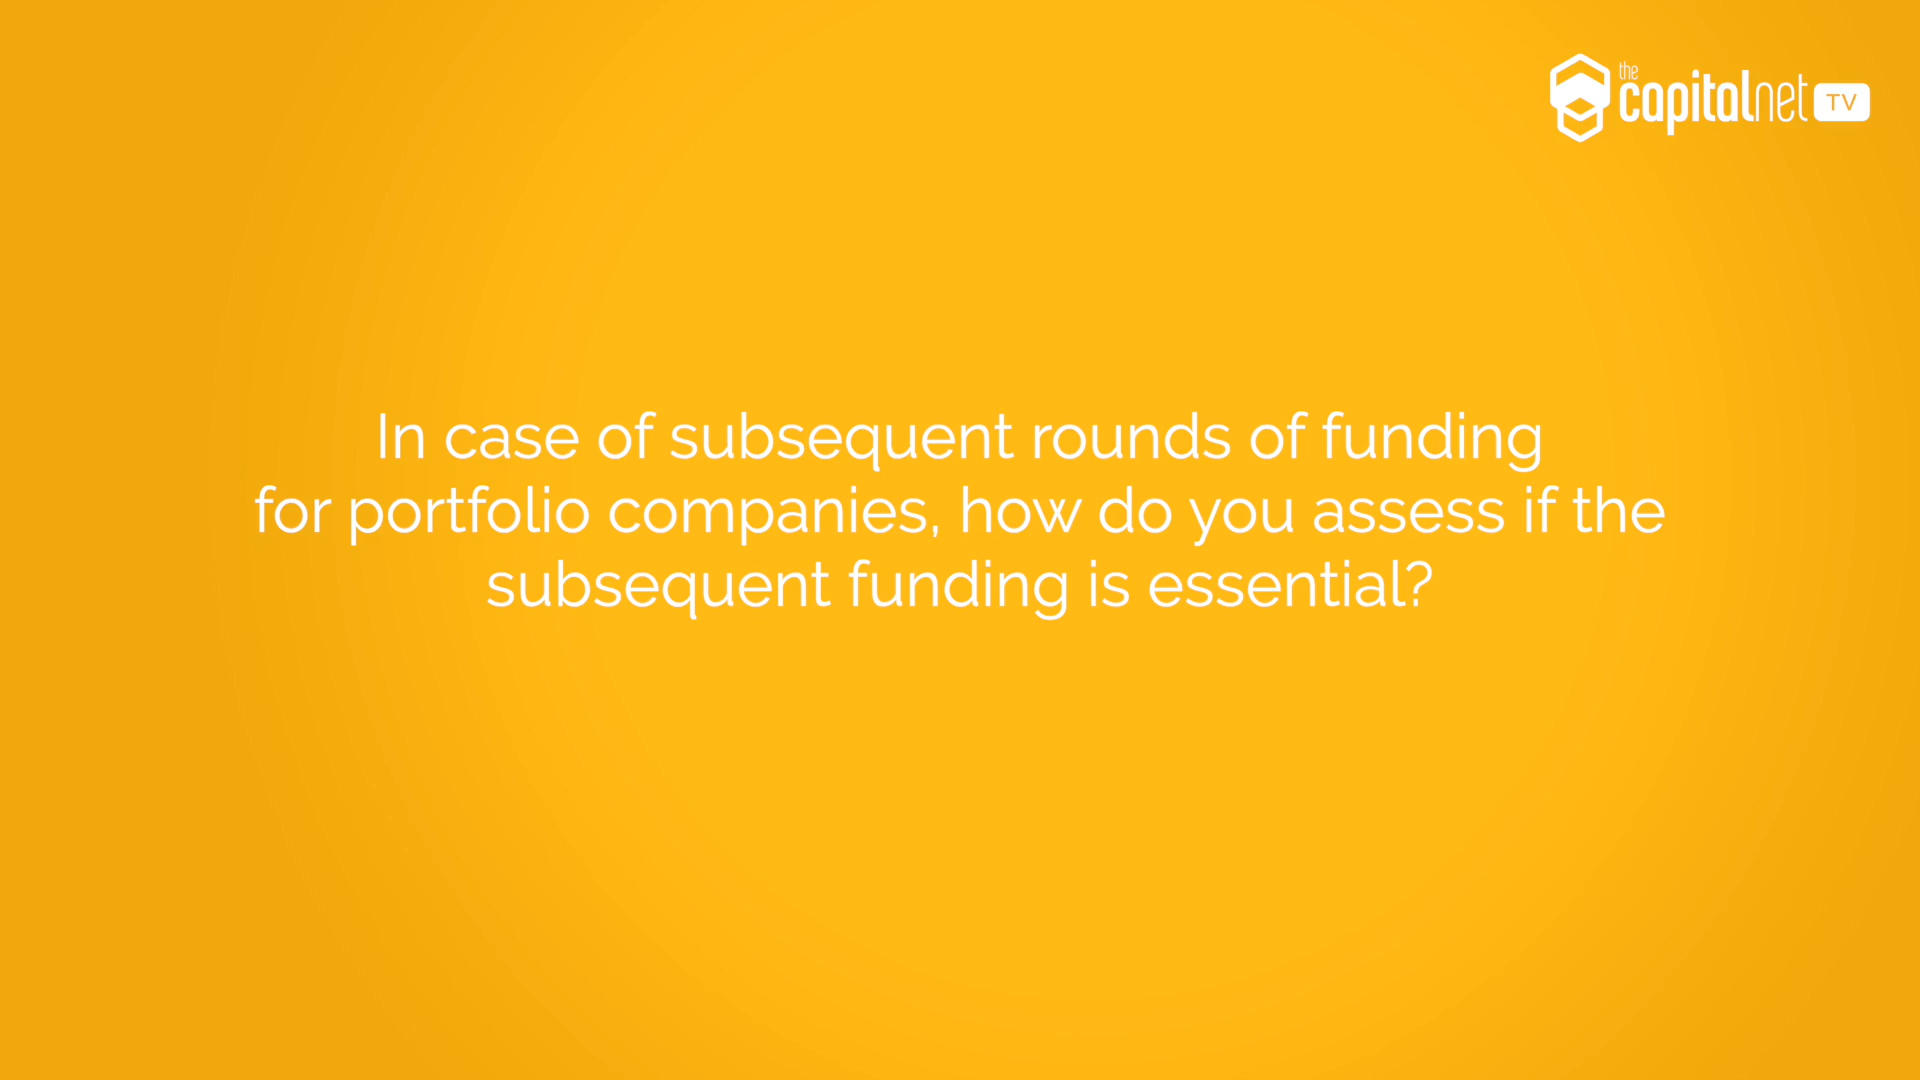 the
capitalnet TV
In case of subsequent rounds of funding
for portfolio companies, how do you assess if the
subsequent funding is essential?